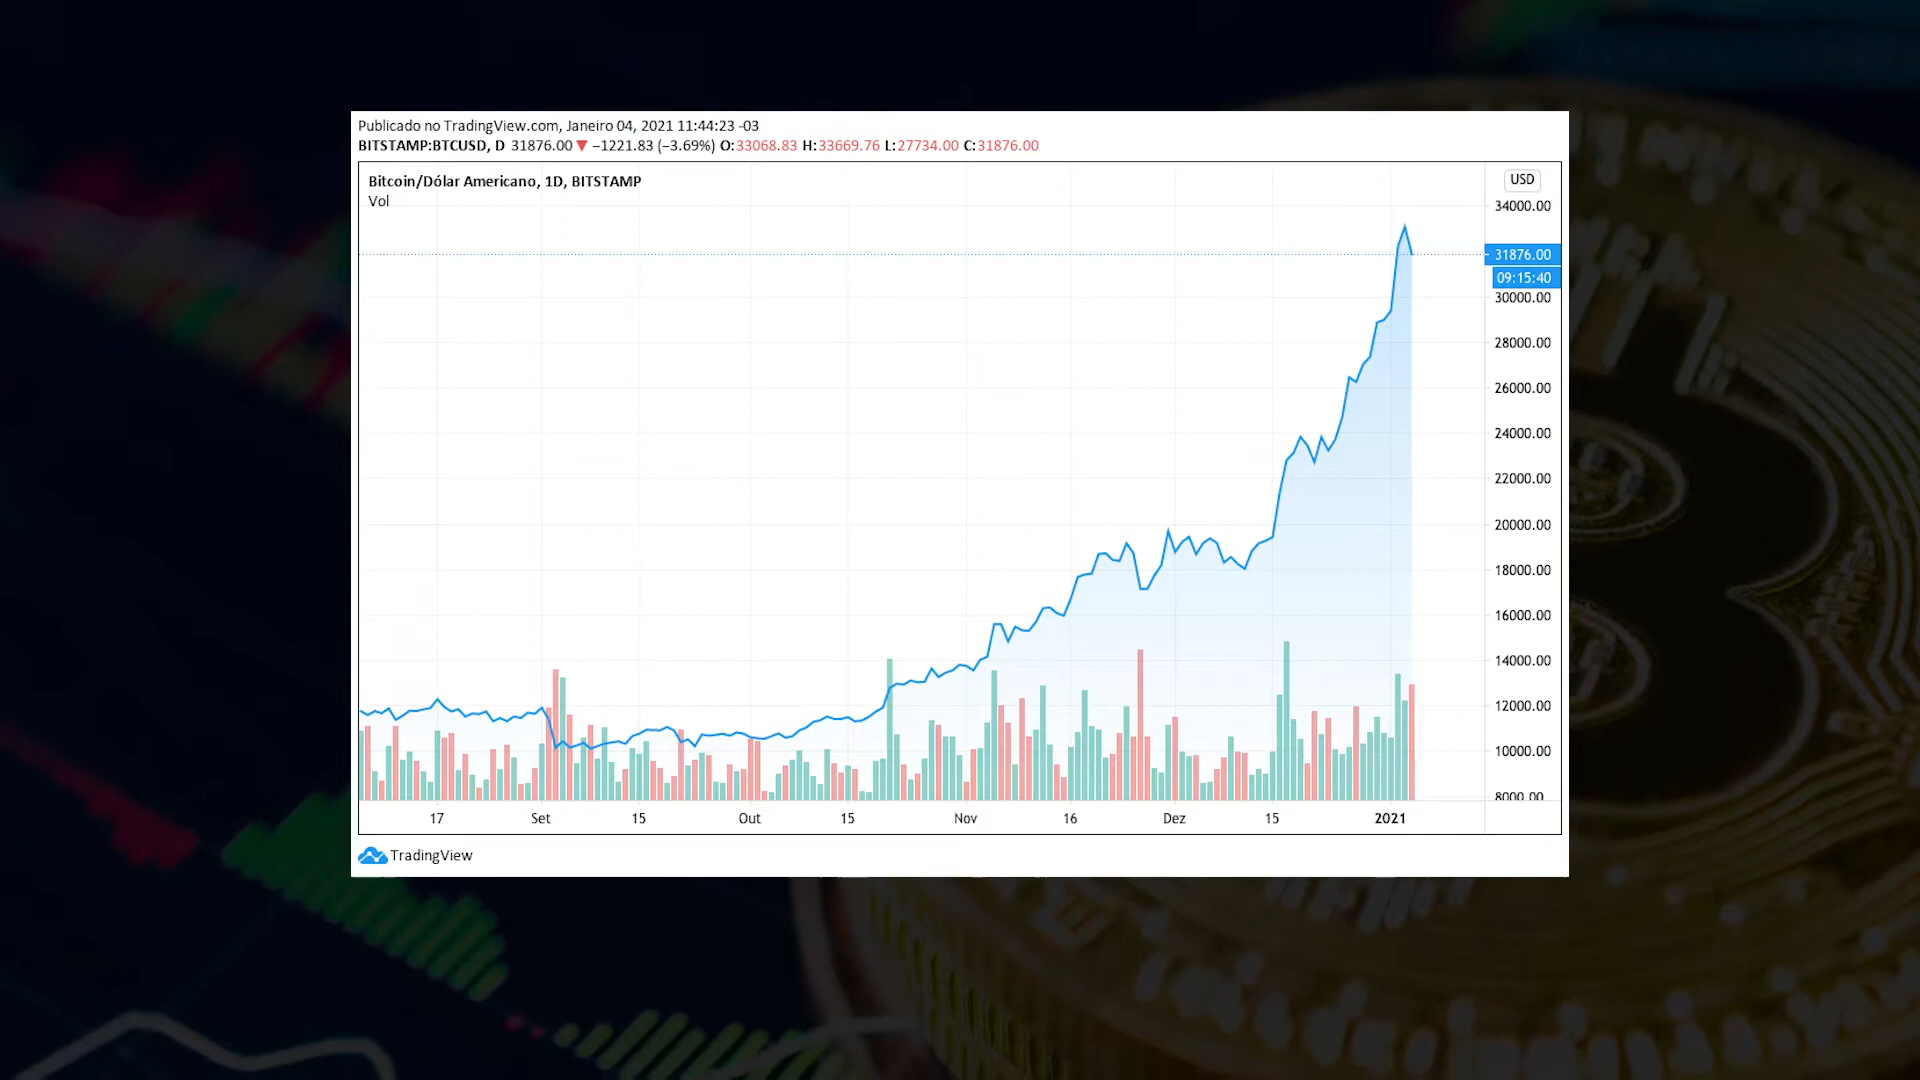 Publicado no TradingView.com, Janeiro 04, 2021 11:44:23 -03
BITSTAMP:BTCUSD, D 31876.00 ▼ −1221.83 (−3.69%) O:33068.83 H:33669.76 L:27734.00 C:31876.00
Bitcoin/Dólar Americano, 1D, BITSTAMP
Vol
USD
34000.00
31876.00
09:15:40
30000.00
28000.00
26000.00
24000.00
22000.00
20000.00
18000.00
16000.00
14000.00
12000.00
10000.00
8000.00
17 Set 15 Out 15 Nov 16 Dez 15 2021
TradingView